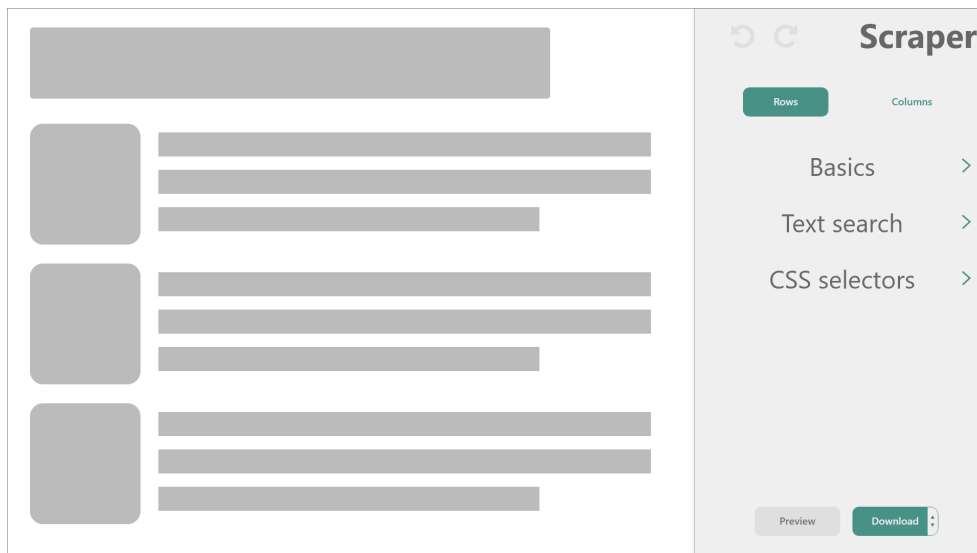 Scraper
Rows Columns
Basics
Text search
CSS selectors
Preview Download